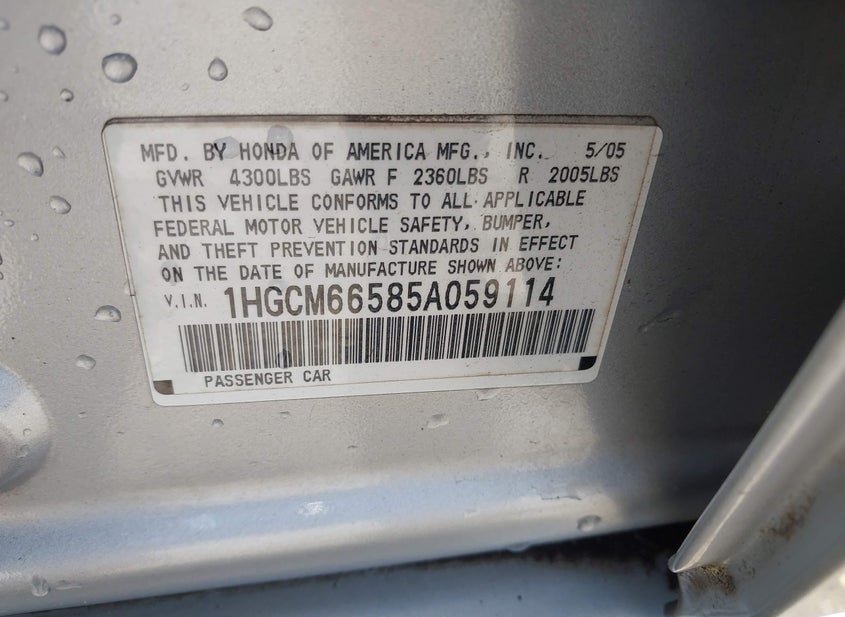 MFD. BY HONDA OF AMERICA MFG., INC. 5/05
GVWR 4300LBS GAWR F 2360LBS R 2005LBS
THIS VEHICLE CONFORMS TO ALL APPLICABLE
FEDERAL MOTOR VEHICLE SAFETY, BUMPER,
AND THEFT PREVENTION STANDARDS IN EFFECT
ON THE DATE OF MANUFACTURE SHOWN ABOVE:
V.I.N. 1HGCM66585A059114
PASSENGER CAR